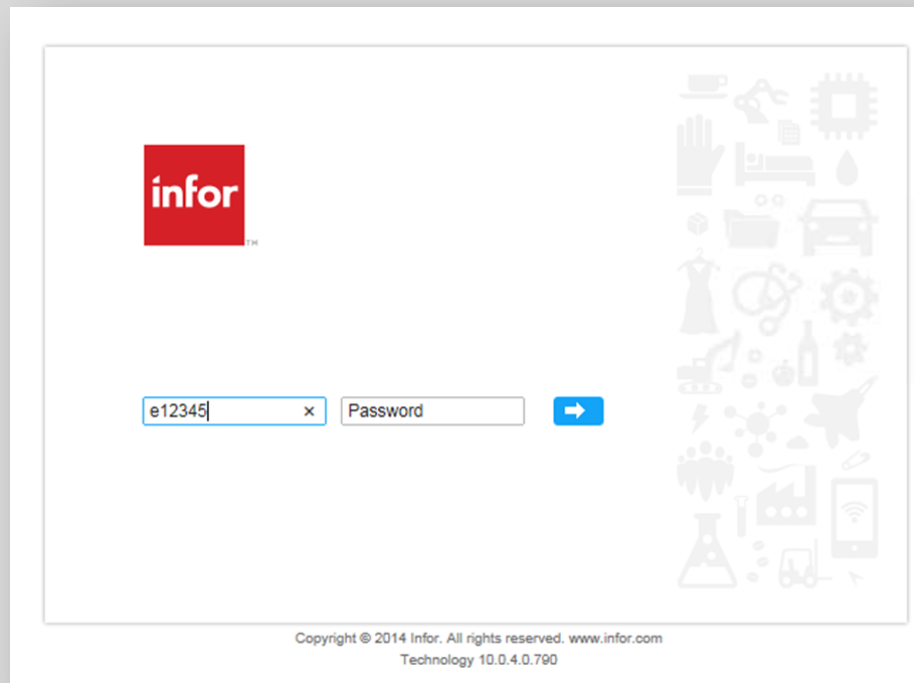 infor
TM
e12345 ×
Password
Copyright © 2014 Infor. All rights reserved. www.infor.com
Technology 10.0.4.0.790